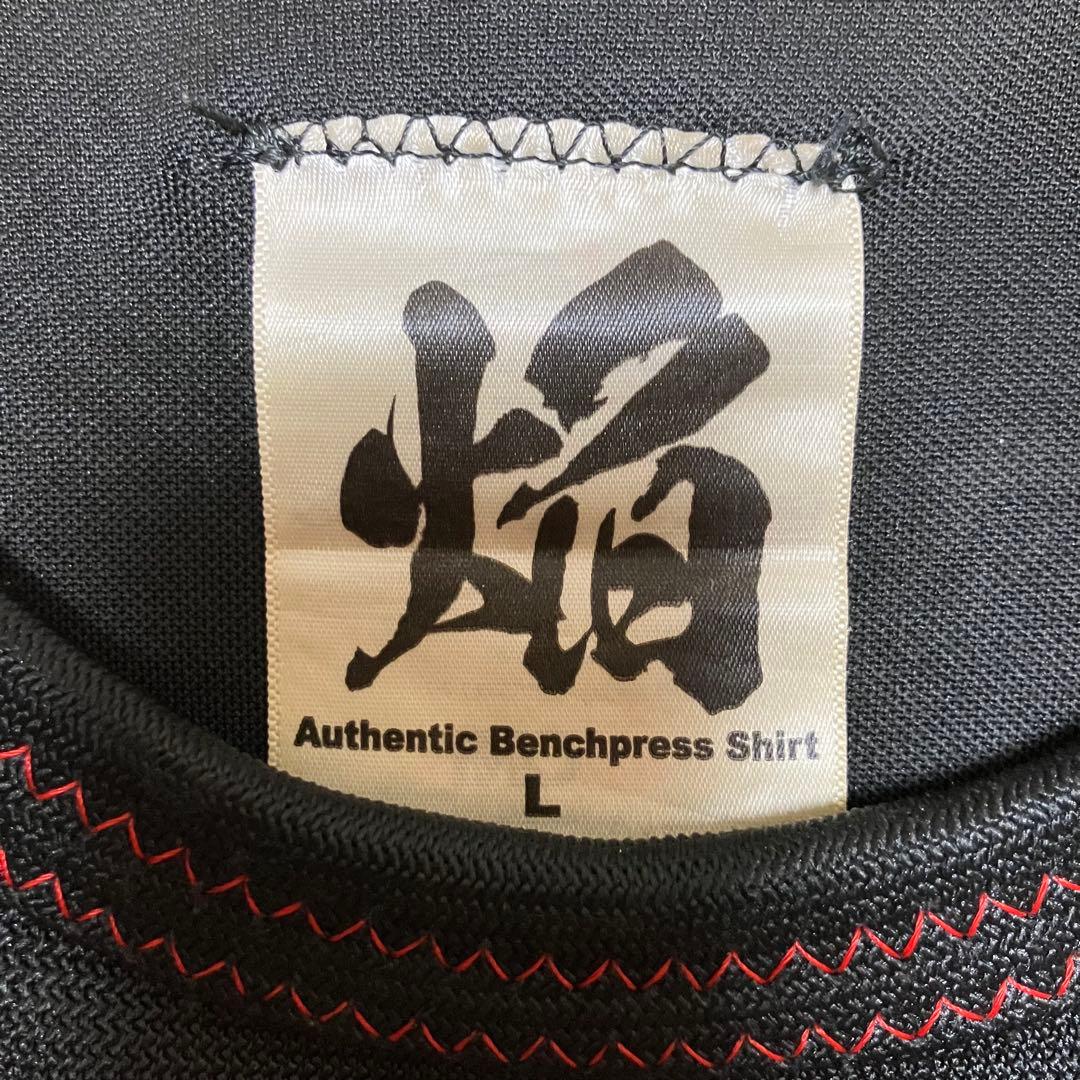 焔
Authentic Benchpress Shirt
L